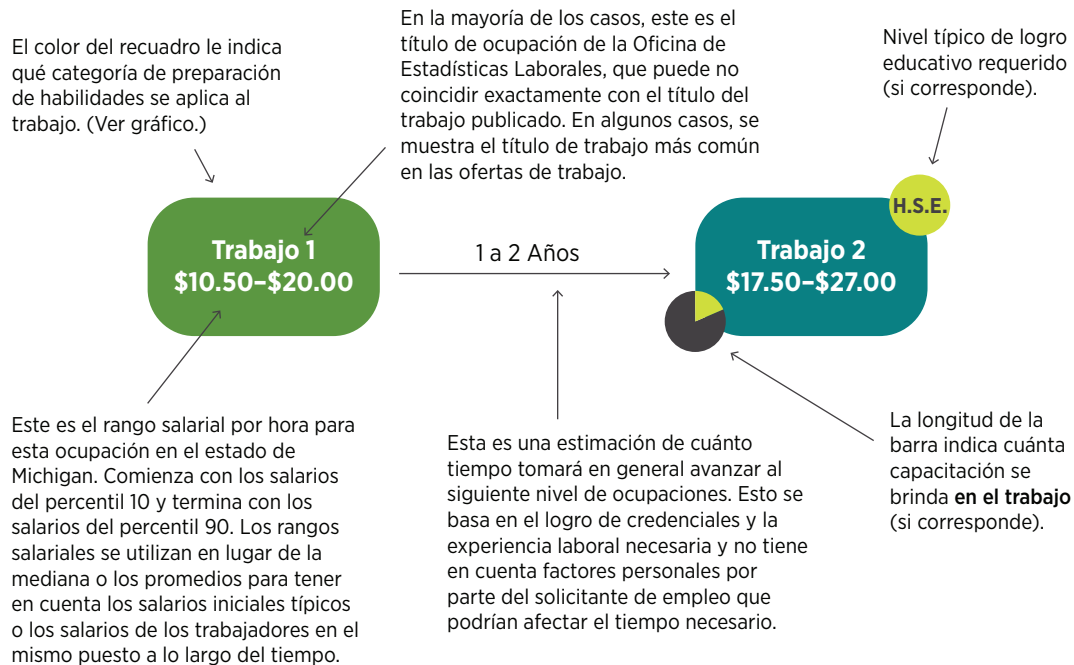 El color del recuadro le indica
qué categoría de preparación
de habilidades se aplica al
trabajo. (Ver gráfico.)
En la mayoría de los casos, este es el
título de ocupación de la Oficina de
Estadísticas Laborales, que puede no
coincidir exactamente con el título del
trabajo publicado. En algunos casos, se
muestra el título de trabajo más común
en las ofertas de trabajo.
Nivel típico de logro
educativo requerido
(si corresponde).
Trabajo 1
$10.50–$20.00
1 a 2 Años
H.S.E.
Trabajo 2
$17.50–$27.00
Este es el rango salarial por hora para
esta ocupación en el estado de
Michigan. Comienza con los salarios
del percentil 10 y termina con los
salarios del percentil 90. Los rangos
salariales se utilizan en lugar de la
mediana o los promedios para tener
en cuenta los salarios iniciales típicos
o los salarios de los trabajadores en el
mismo puesto a lo largo del tiempo.
Esta es una estimación de cuánto
tiempo tomará en general avanzar al
siguiente nivel de ocupaciones. Esto se
basa en el logro de credenciales y la
experiencia laboral necesaria y no tiene
en cuenta factores personales por
parte del solicitante de empleo que
podrían afectar el tiempo necesario.
La longitud de la
barra indica cuánta
capacitación se
brinda en el trabajo
(si corresponde).